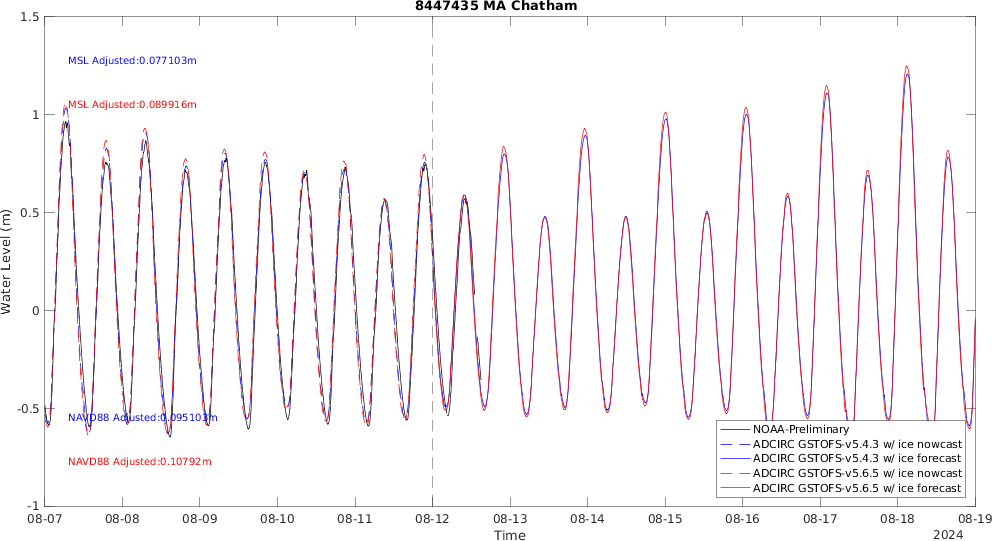 8447435 MA Chatham
1.5
1
0.5
0
-0.5
-1
Water Level (m)
MSL Adjusted:0.077103m
MSL Adjusted:0.089916m
NAVD88 Adjusted:0.095103m
NAVD88 Adjusted:0.10792m
NOAA-Preliminary
ADCIRC GSTOFS-v5.4.3 w/ ice nowcast
ADCIRC GSTOFS-v5.4.3 w/ ice forecast
ADCIRC GSTOFS-v5.6.5 w/ ice nowcast
ADCIRC GSTOFS-v5.6.5 w/ ice forecast
08-07 08-08 08-09 08-10 08-11 08-12 08-13 08-14 08-15 08-16 08-17 08-18 08-19
Time
2024